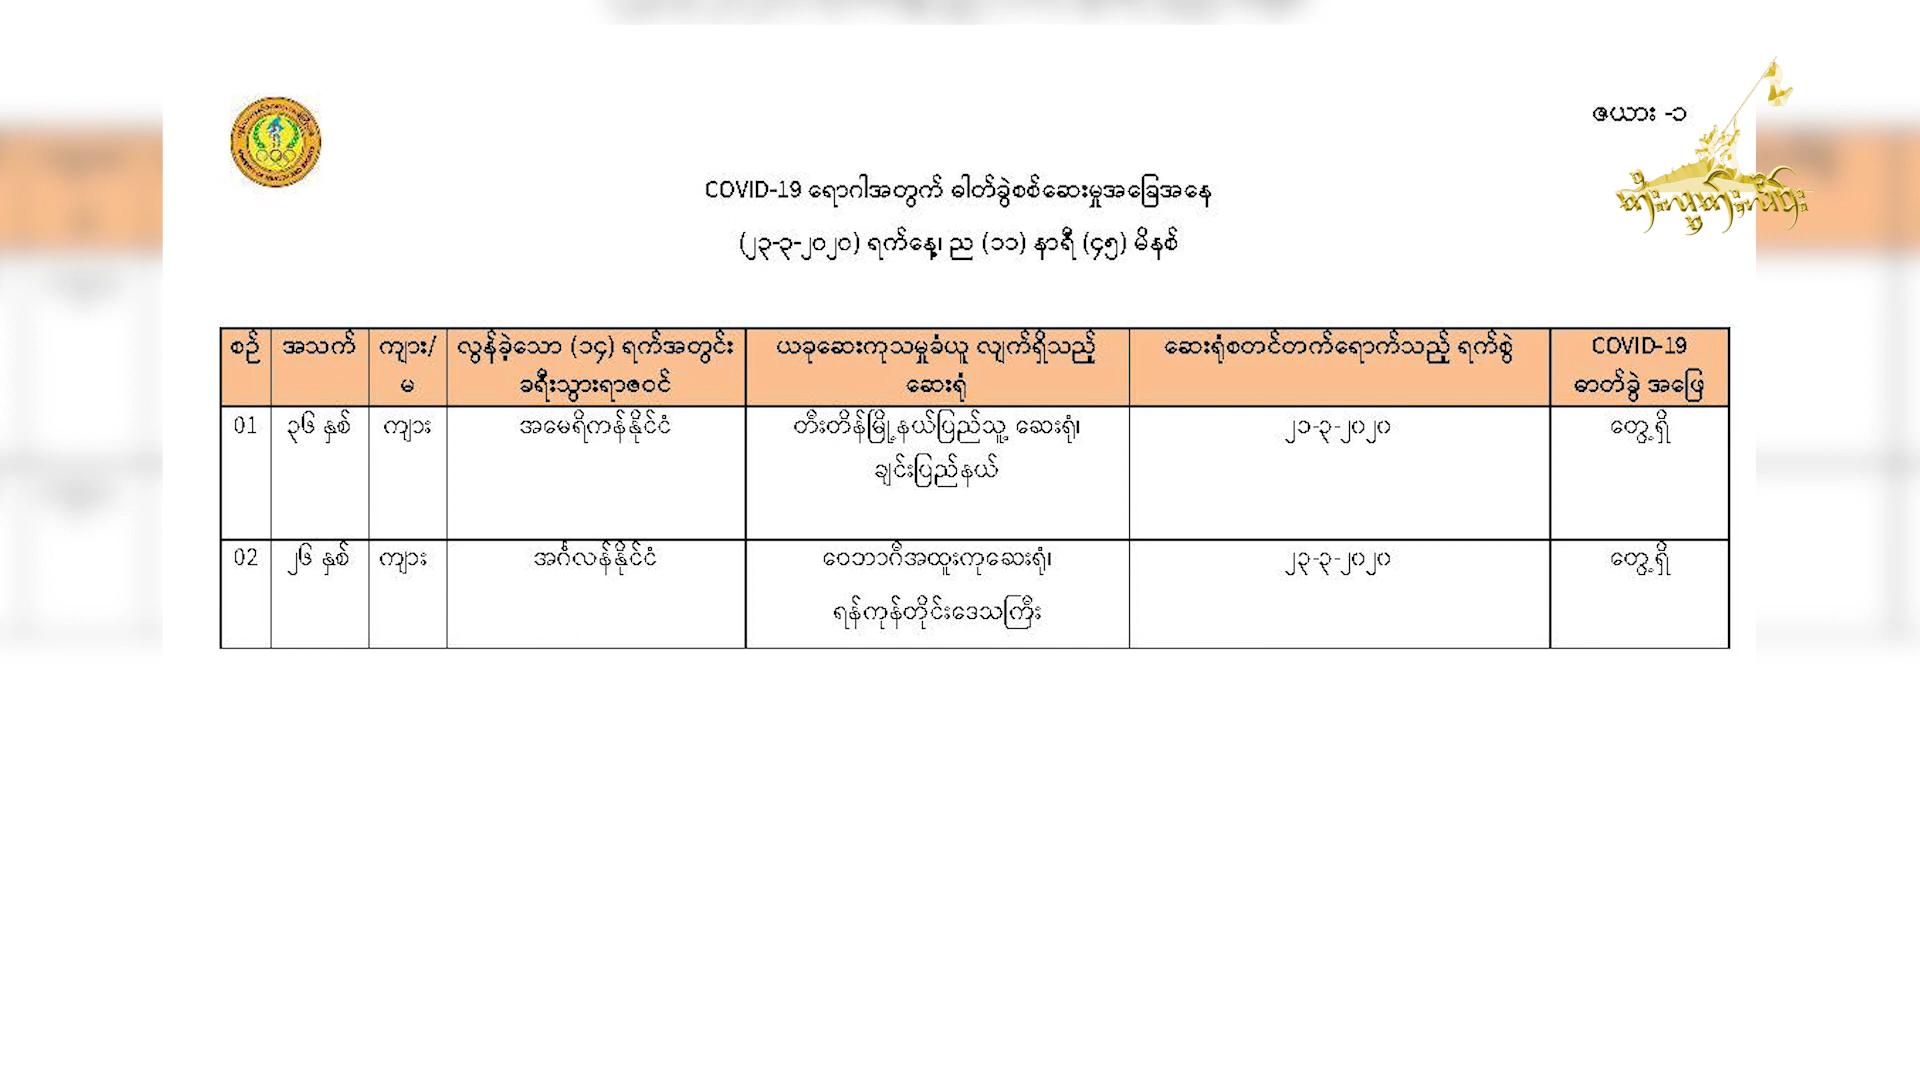 ဇယား -၁
COVID-19 ရောဂါအတွက် ဓါတ်ခွဲစစ်ဆေးမှုအခြေအနေ
(၂၃-၃-၂၀၂၀) ရက်နေ့၊ ည (၁၁) နာရီ (၄၅) မိနစ်
စဉ် အသက် ကျား/ လွန်ခဲ့သော (၁၄) ရက်အတွင်း ယခုဆေးကုသမှုခံယူ လျက်ရှိသည့် ဆေးရုံစတင်တက်ရောက်သည့် ရက်စွဲ COVID-19
မ ခရီးသွားရာဇဝင် ဆေးရုံ ဓာတ်ခွဲ အဖြေ
01 ၃၆ နှစ် ကျား အမေရိကန်နိုင်ငံ တီးတိန်မြို့နယ်ပြည်သူ့ ဆေးရုံ၊ ၂၁-၃-၂၀၂၀ တွေ့ရှိ
ချင်းပြည်နယ်
02 ၂၆ နှစ် ကျား အင်္ဂလန်နိုင်ငံ ဝေဘာဂီအထူးကုဆေးရုံ၊ ၂၃-၃-၂၀၂၀ တွေ့ရှိ
ရန်ကုန်တိုင်းဒေသကြီး